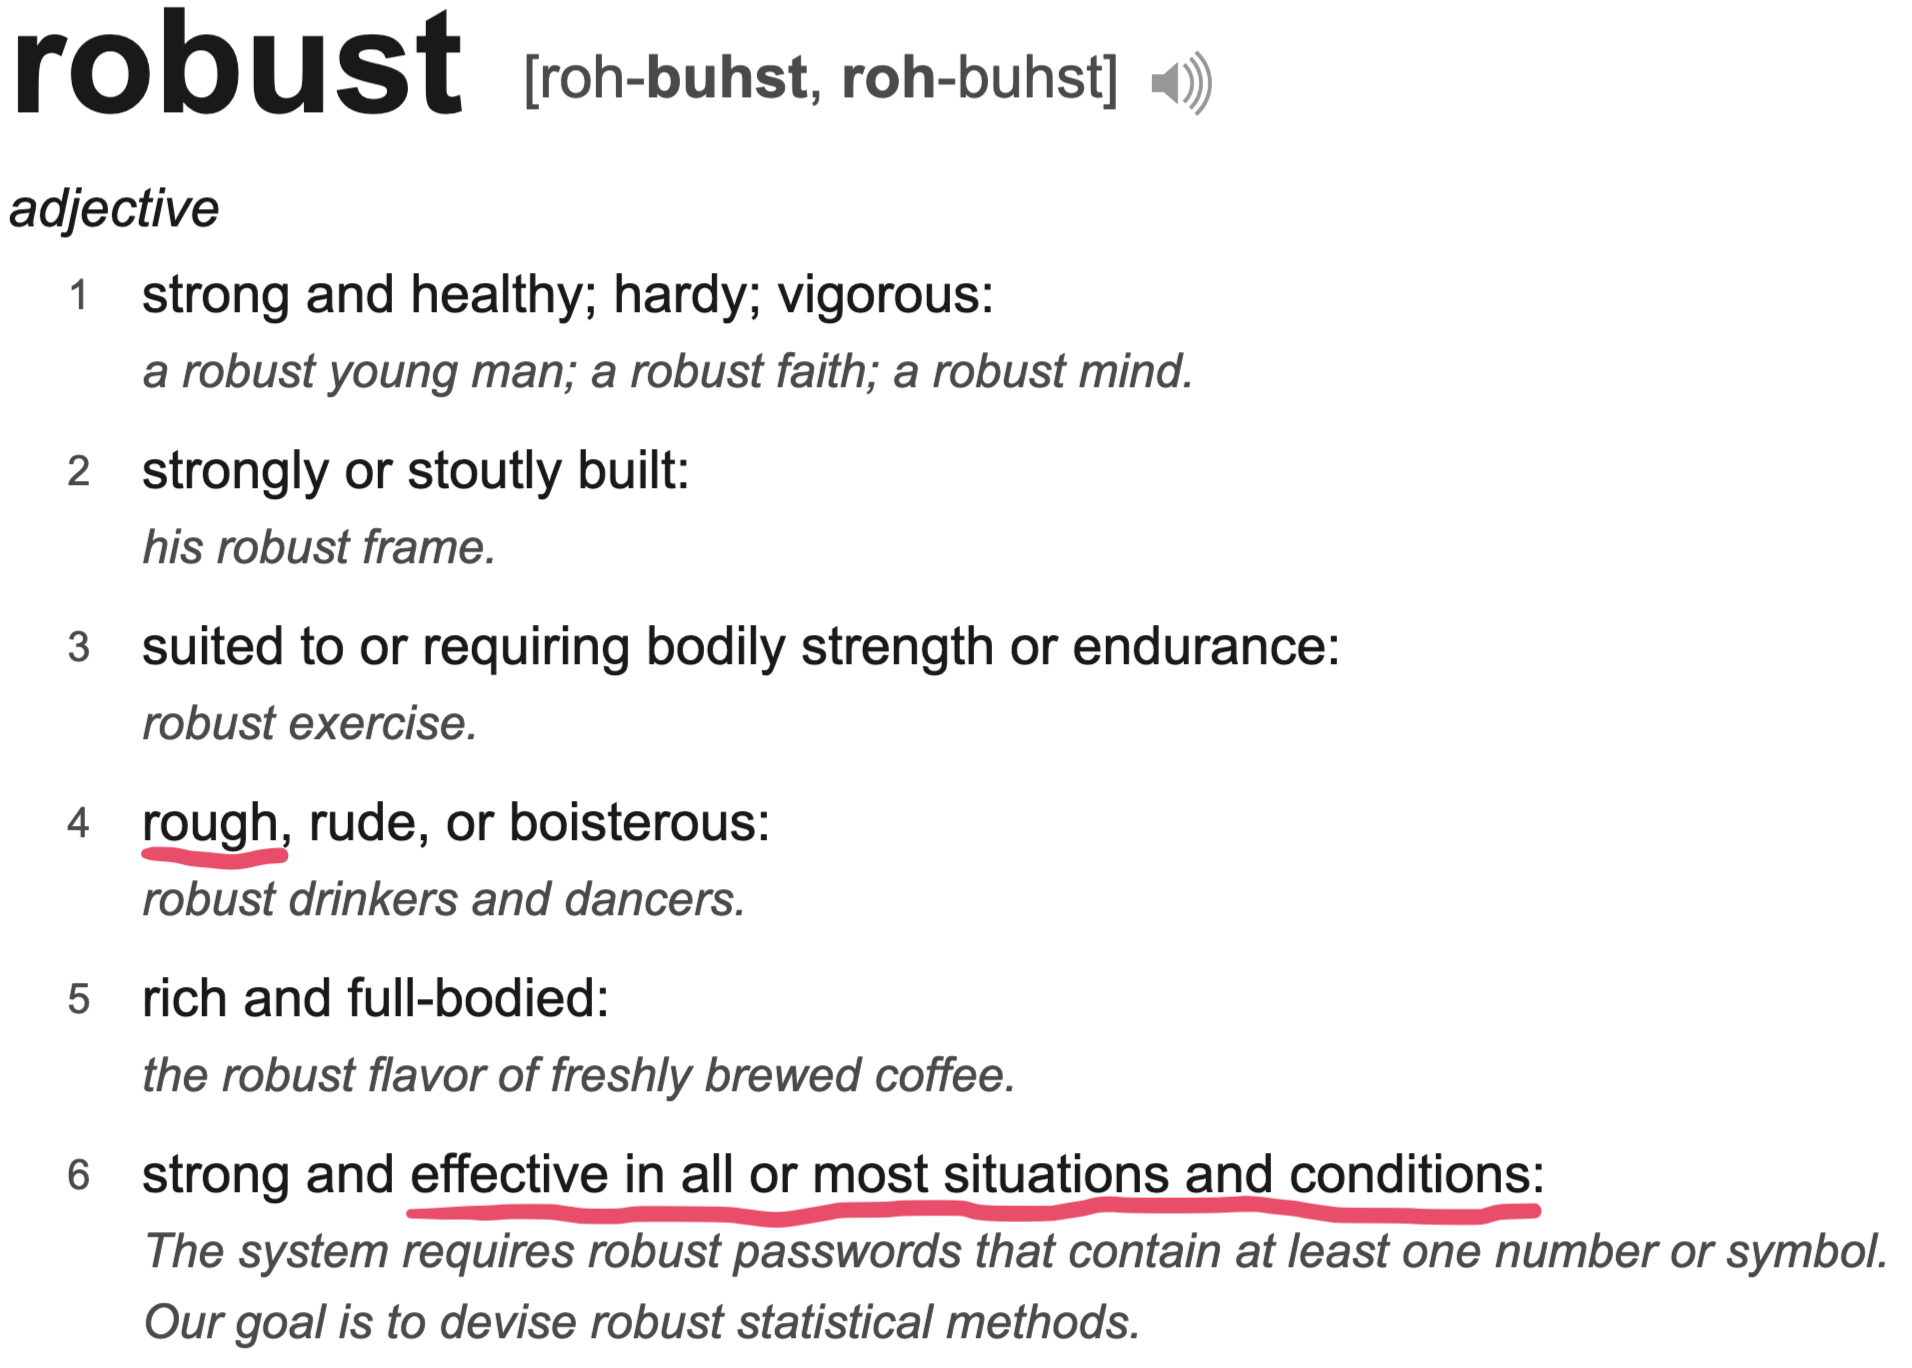 robust [roh-buhst, roh-buhst]
adjective
1 strong and healthy; hardy; vigorous:
a robust young man; a robust faith; a robust mind.
2 strongly or stoutly built:
his robust frame.
3 suited to or requiring bodily strength or endurance:
robust exercise.
4 rough, rude, or boisterous:
robust drinkers and dancers.
5 rich and full-bodied:
the robust flavor of freshly brewed coffee.
6 strong and effective in all or most situations and conditions:
The system requires robust passwords that contain at least one number or symbol.
Our goal is to devise robust statistical methods.